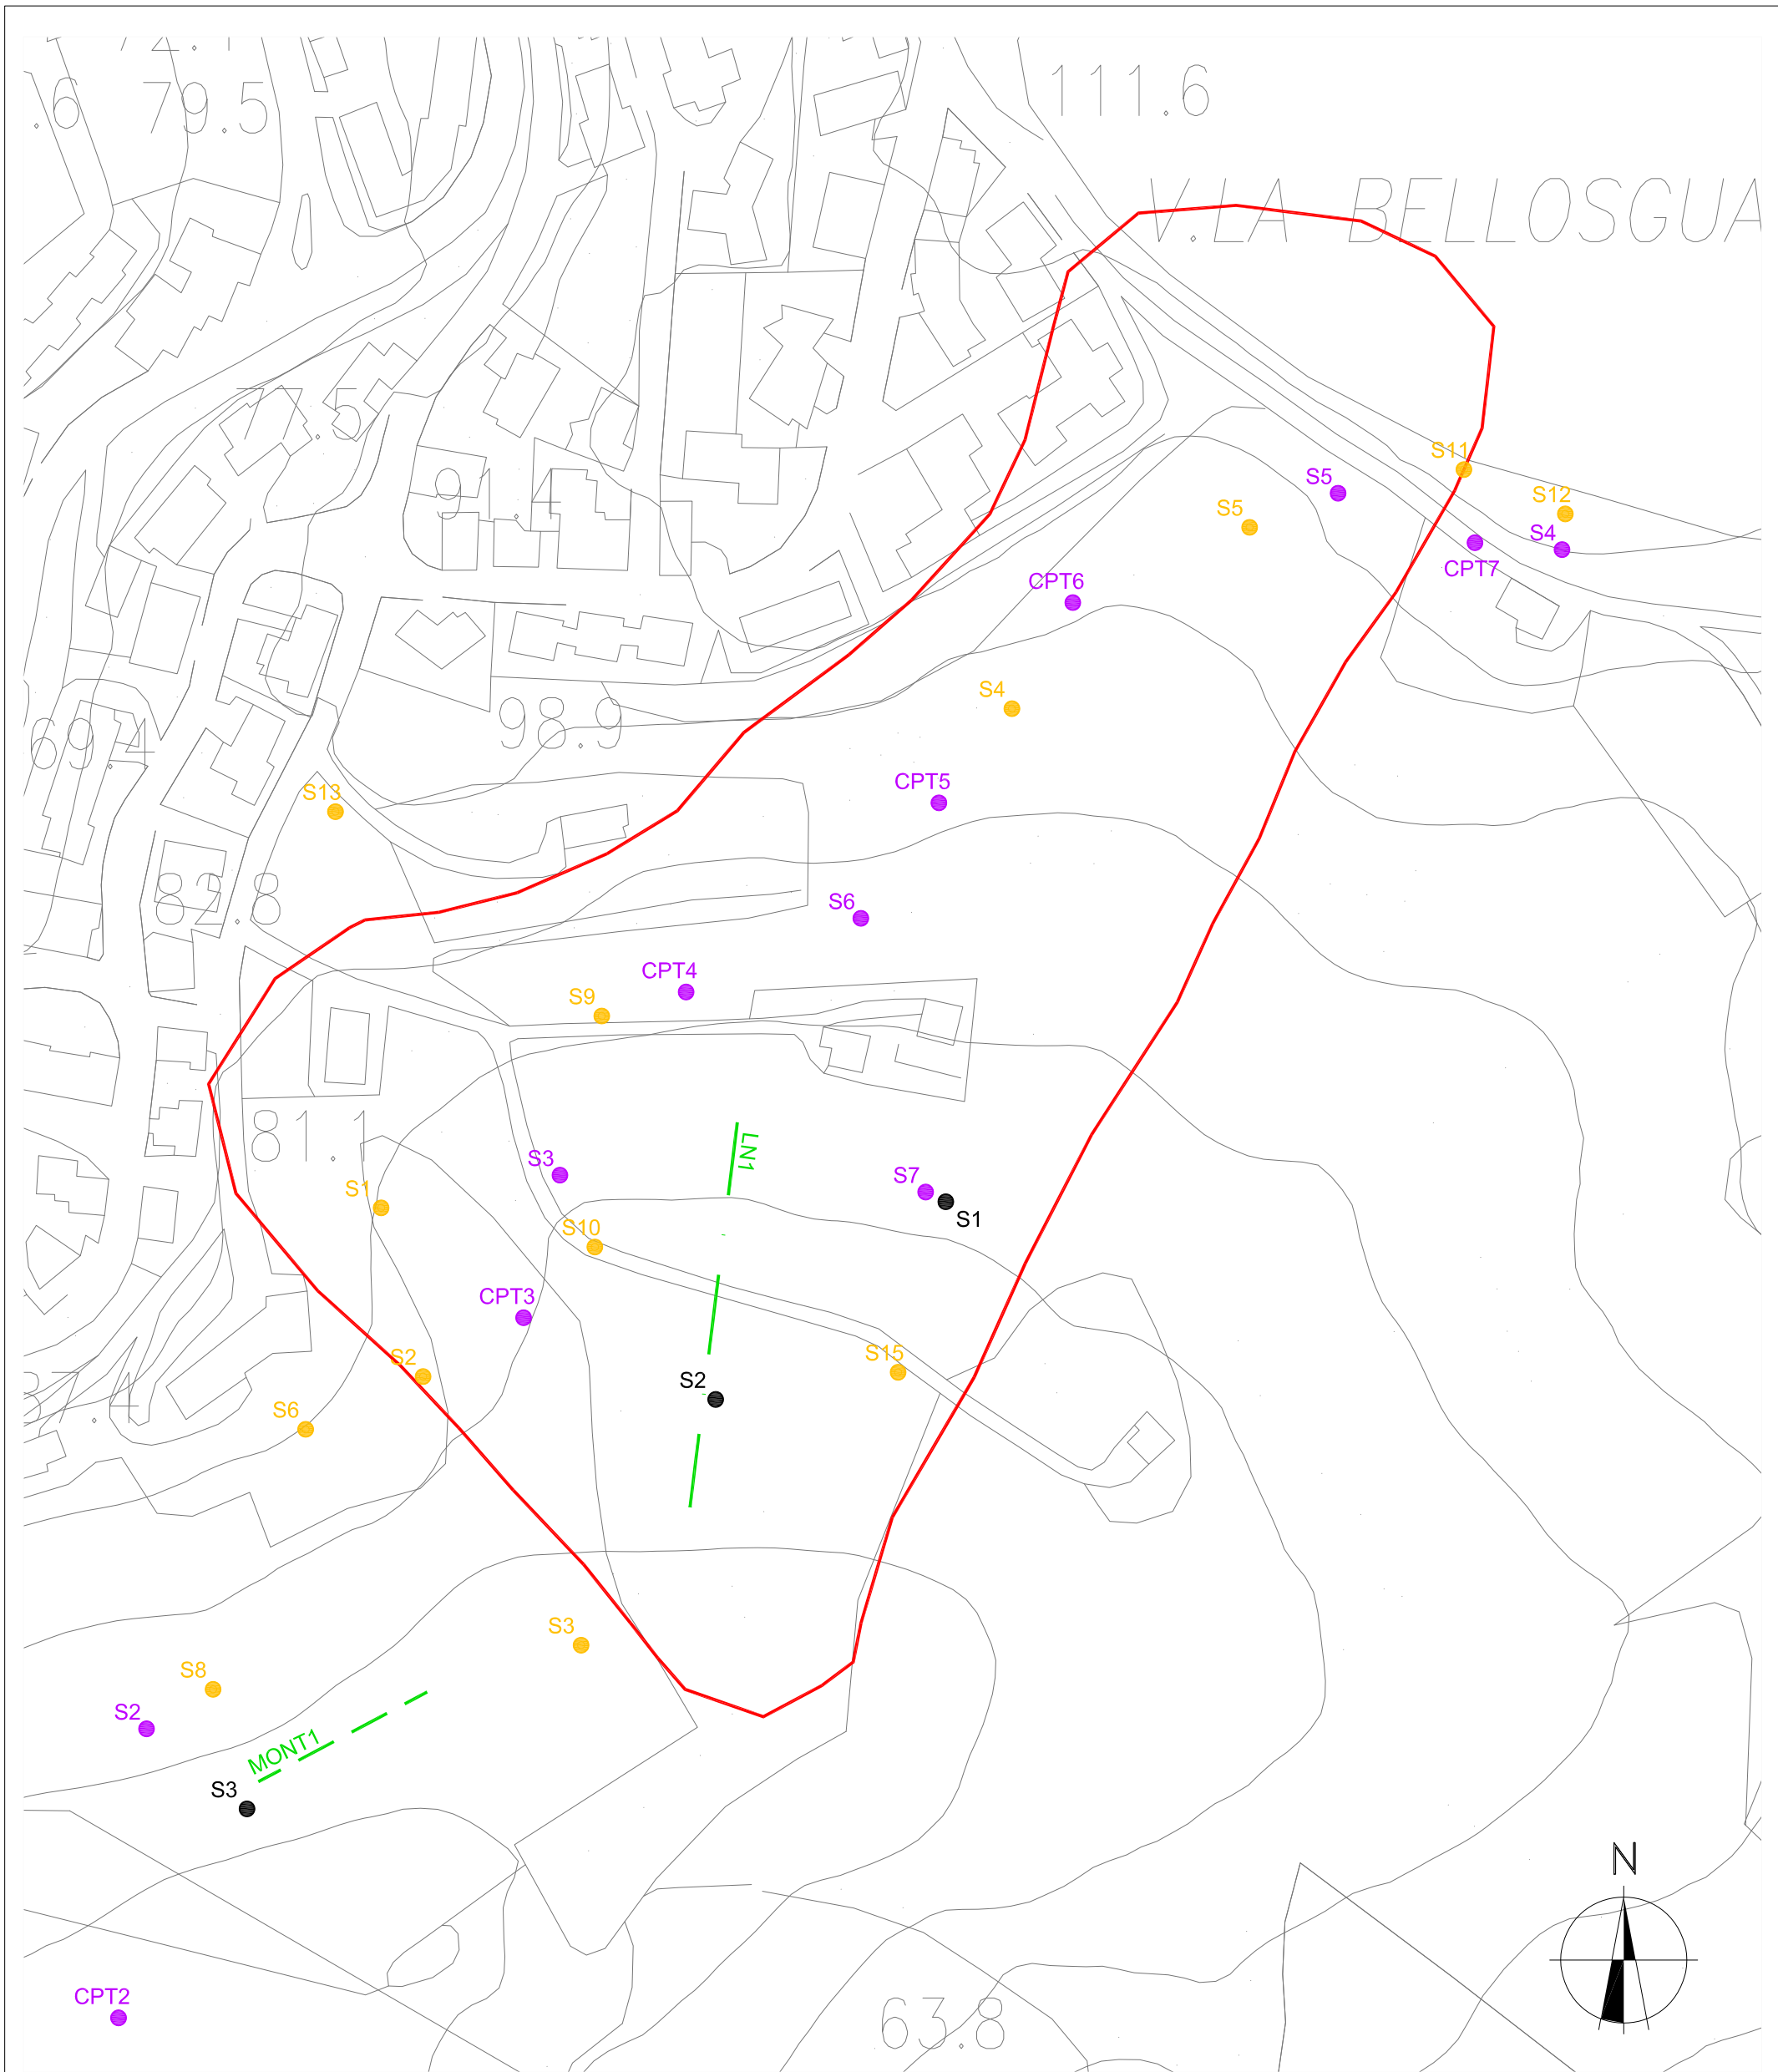 79.5
111.6
V.LA BELLOSGUA
77.5
91.4
S11
S5
S12
S5
S4
CPT7
CPT6
S4
98.9
69.4
CPT5
S13
82.8
S6
CPT4
S9
81.1
LN1
S3
S7
S1
S1
S10
CPT3
S2
S15
S2
S6
S3
S8
S2
MONT1
S3
N
CPT2
63.8